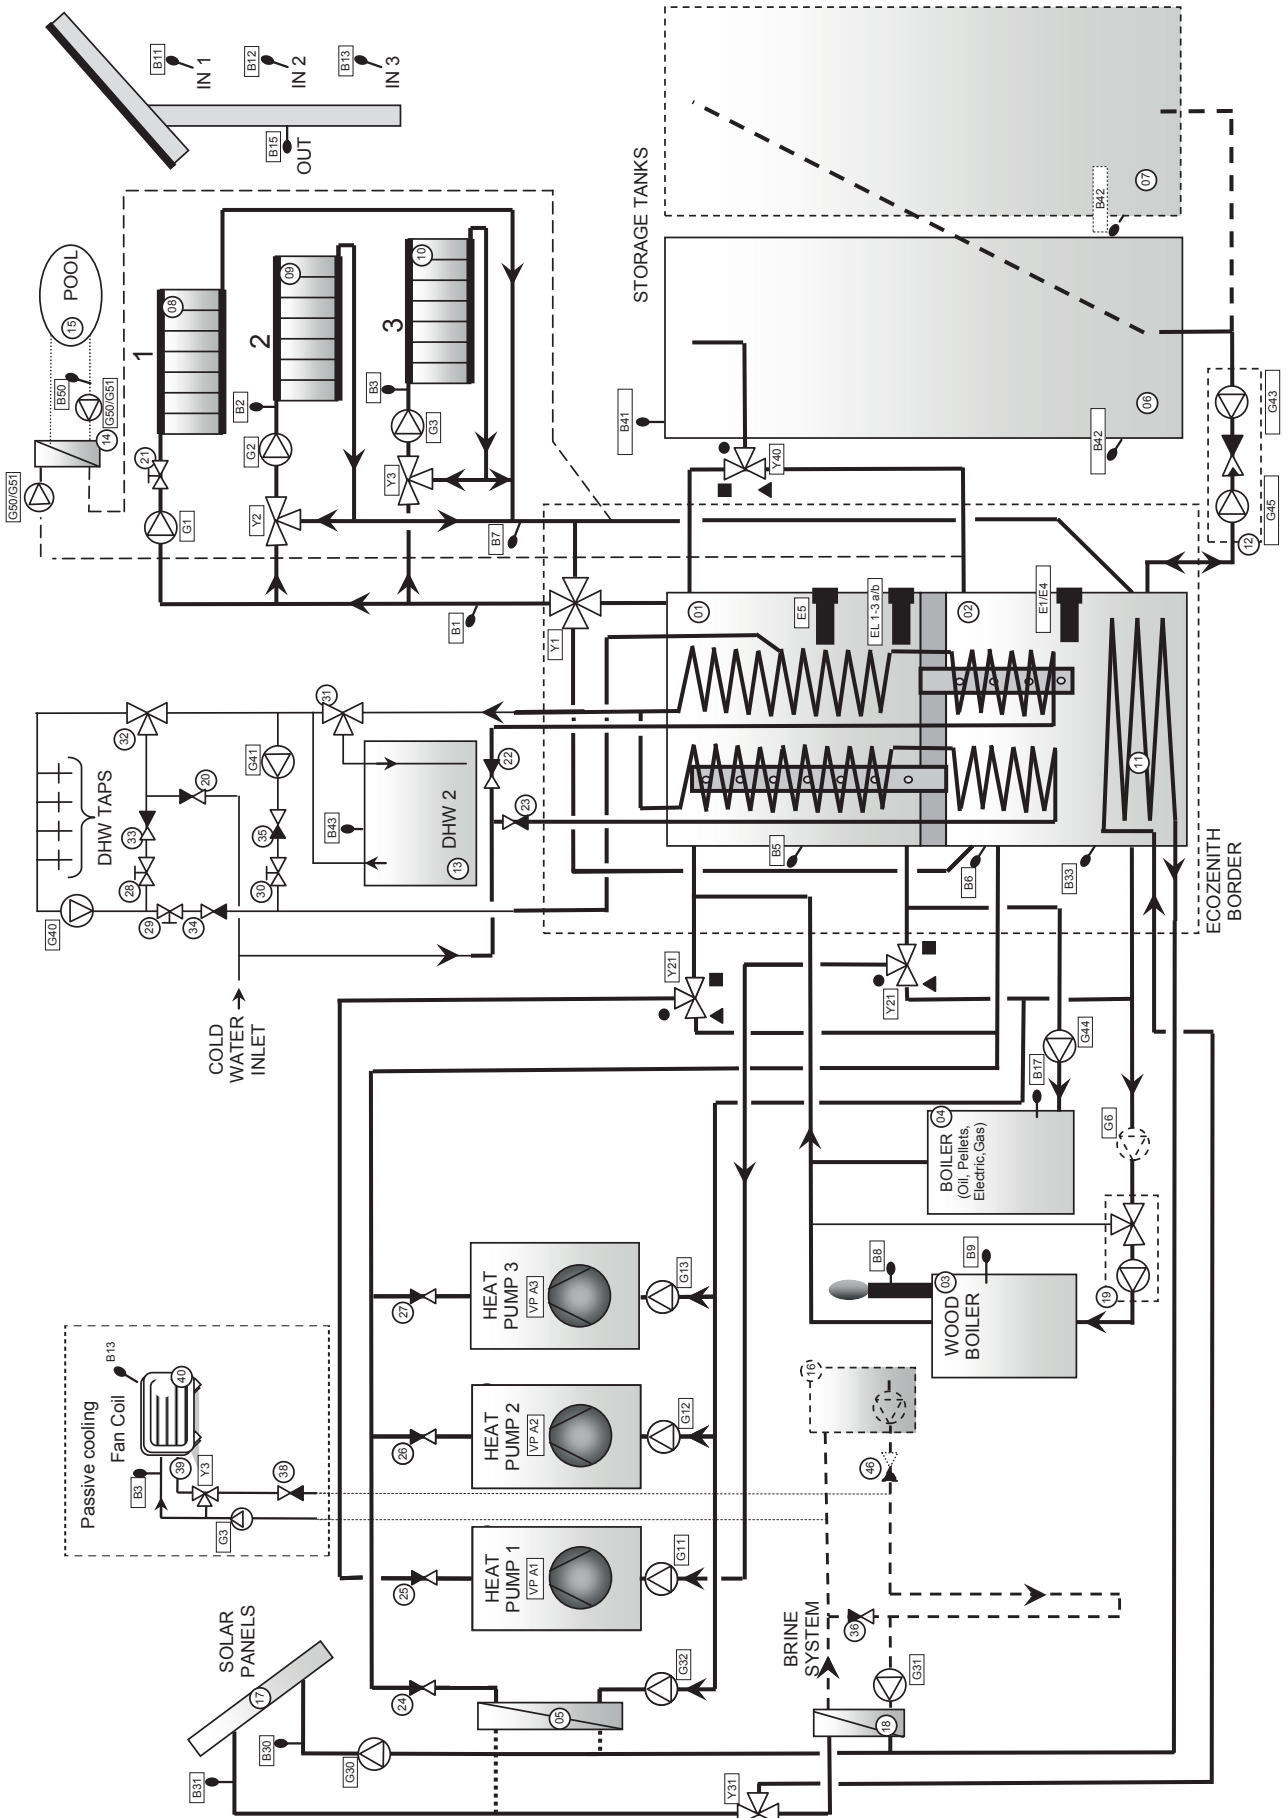 B11
IN 1
B12
IN 2
B13
IN 3
B15
OUT
POOL
15
B50
G50/G51
14
G50/G51
1
08
21
G1
2
09
B2
G2
Y2
3
10
B3
G3
Y3
B7
B1
Y1
STORAGE TANKS
07
B42
06
B42
B41
Y40
G43
G45
12
01
02
E5
EL 1-3 a/b
E1/E4
11
B5
B6
B33
ECOZENITH
BORDER
DHW TAPS
32
31
20
G41
33
35
28
30
29
34
G40
B43
DHW 2
13
22
23
COLD
WATER
INLET
Y21
Y21
G44
B17
04
BOILER
(Oil, Pellets,
Electric,Gas)
G6
19
B8
B9
03
WOOD
BOILER
HEAT
PUMP 3
VP A3
27
G13
HEAT
PUMP 2
VP A2
26
G12
HEAT
PUMP 1
VP A1
25
G11
Passive cooling
Fan Coil
B13
40
39
B3
Y3
38
G3
16
46
36
BRINE
SYSTEM
G31
18
G32
05
24
SOLAR
PANELS
17
B30
B31
G30
Y31